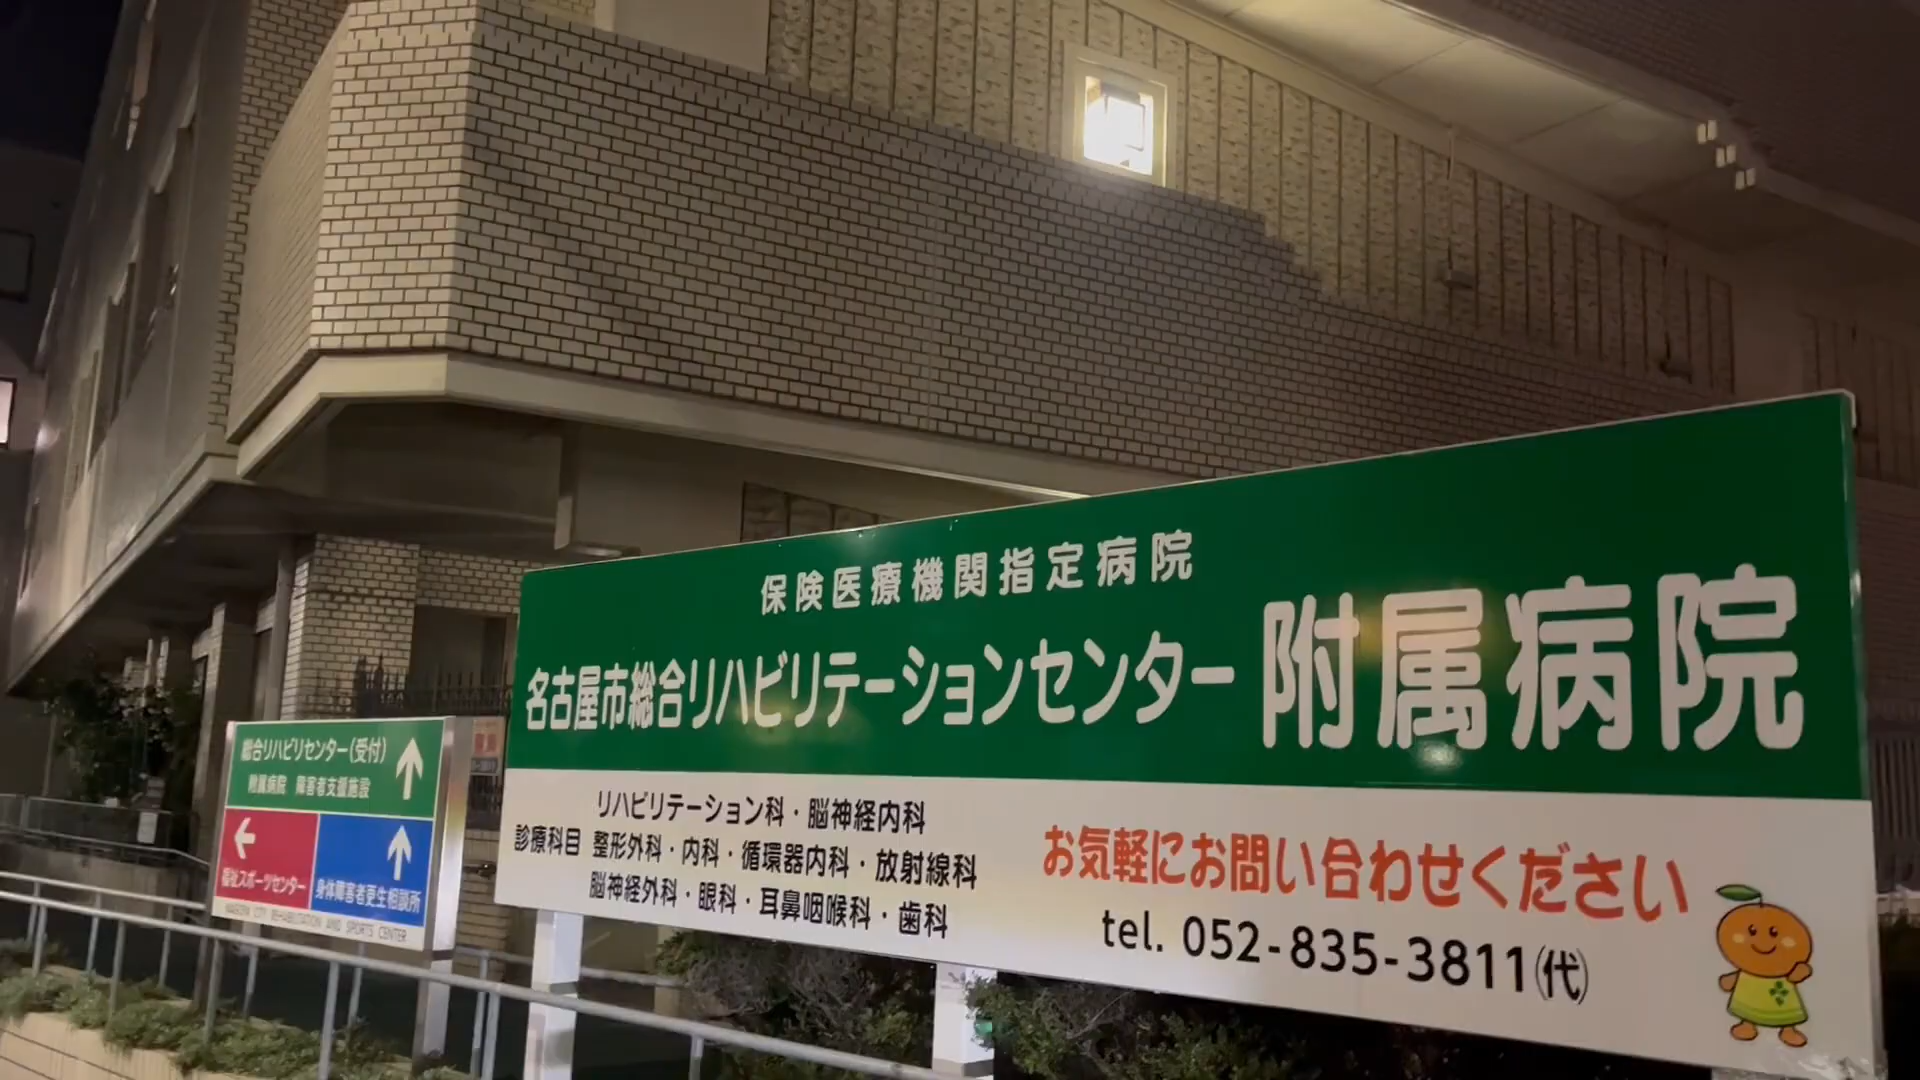 保険医療機関指定病院
名古屋市総合リハビリテーションセンター 附属病院
リハビリテーション科・脳神経内科
診療科目 整形外科・内科・循環器内科・放射線科
脳神経外科・眼科・耳鼻咽喉科・歯科
お気軽にお問い合わせください
tel. 052-835-3811(代)
総合リハビリセンター(受付)
附属病院 障害者支援施設
福祉スポーツセンター
身体障害者更生相談所
NAGOYA CITY REHABILITATION AND SPORTS CENTER